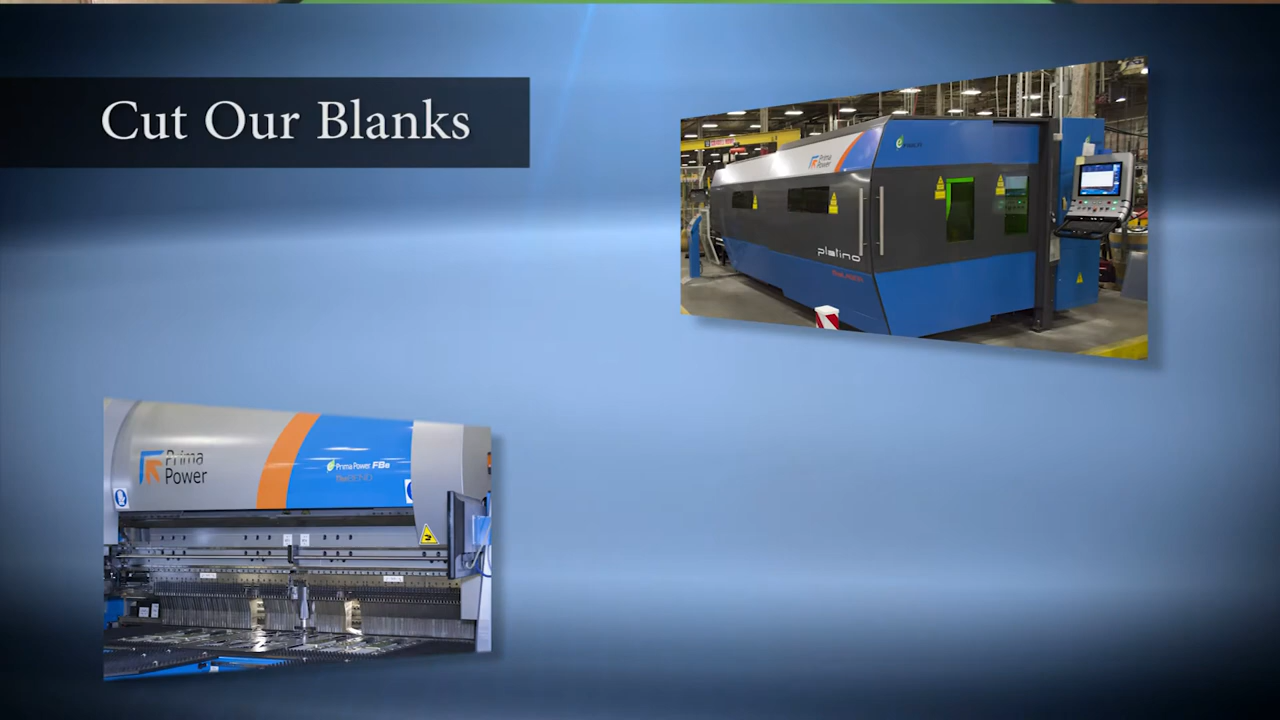 Cut Our Blanks
Prima
Power
platino
Prima
Power
Prima Power FBe